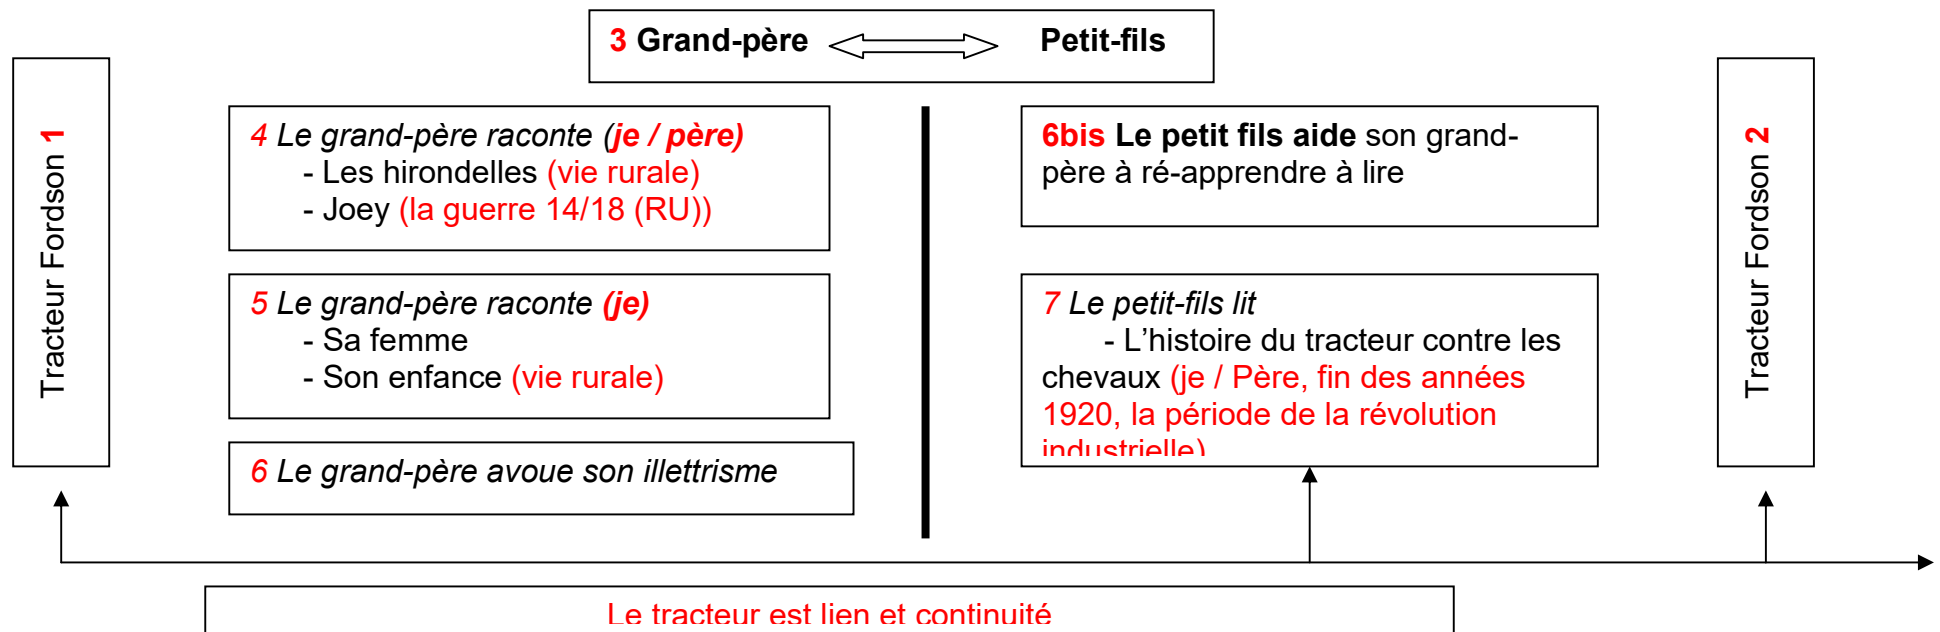 3 Grand-père Petit-fils
Tracteur Fordson 1
4 Le grand-père raconte (je / père)
- Les hirondelles (vie rurale)
- Joey (la guerre 14/18 (RU))
5 Le grand-père raconte (je)
- Sa femme
- Son enfance (vie rurale)
6 Le grand-père avoue son illettrisme
6bis Le petit fils aide son grand-
père à ré-apprendre à lire
7 Le petit-fils lit
- L'histoire du tracteur contre les
chevaux (je / Père, fin des années
1920, la période de la révolution
industrielle)
Tracteur Fordson 2
Le tracteur est lien et continuité